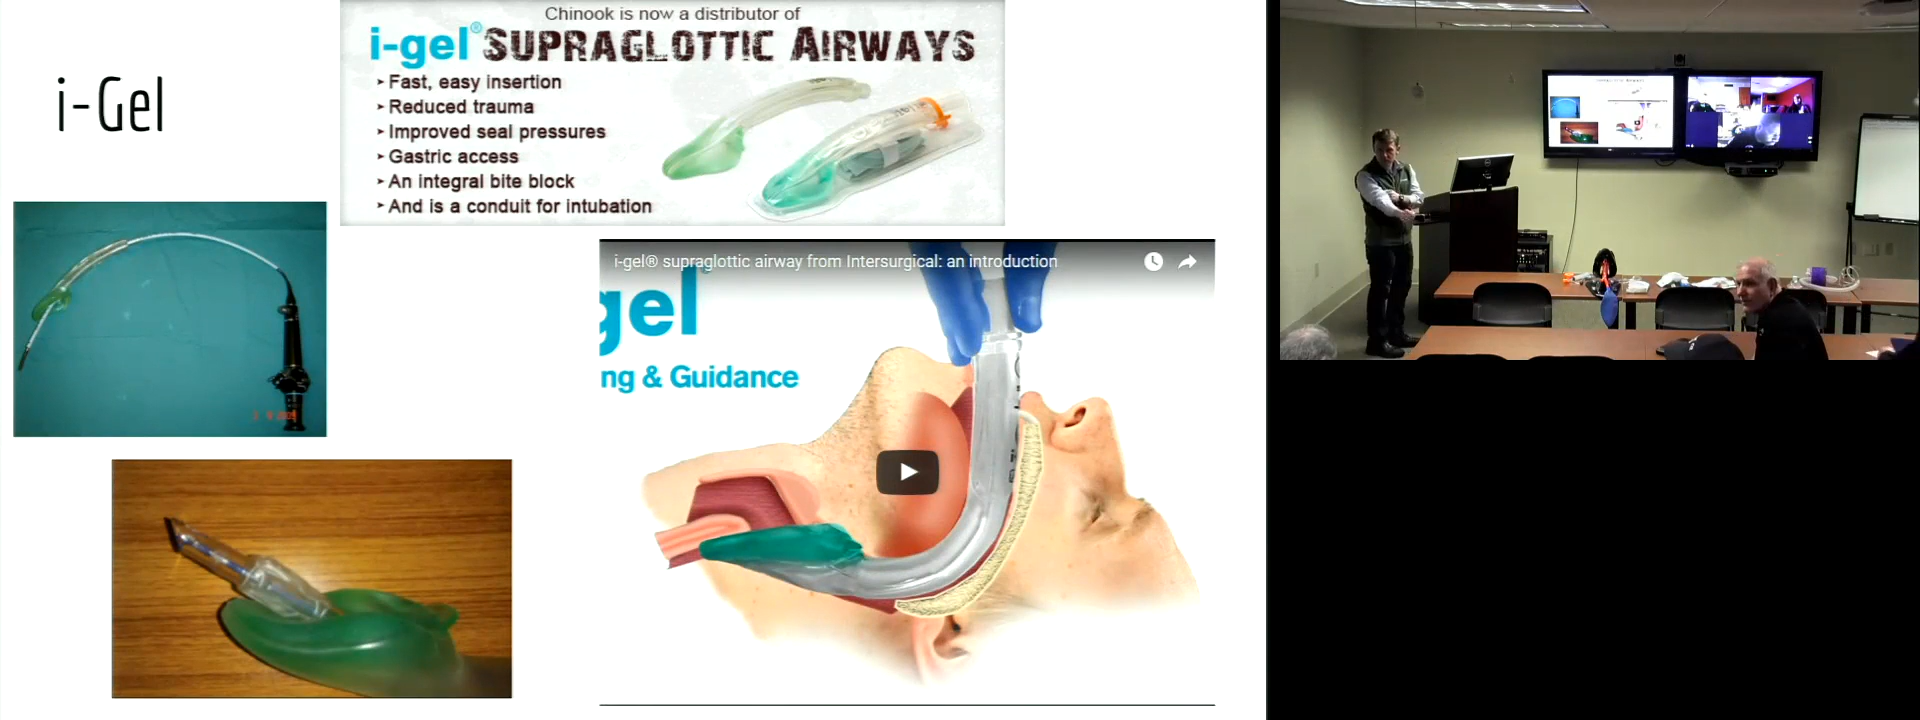 i-Gel
Chinook is now a distributor of
i-gel® SUPRAGLOTTIC AIRWAYS
➤ Fast, easy insertion
➤ Reduced trauma
➤ Improved seal pressures
➤ Gastric access
➤ An integral bite block
➤ And is a conduit for intubation
i-gel® supraglottic airway from Intersurgical: an introduction
gel
ng & Guidance